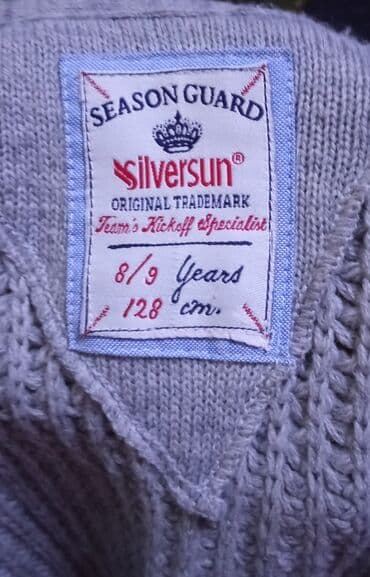 SEASON GUARD
Silversun®
ORIGINAL TRADEMARK
Team's Kickoff Specialist
8/9 Years
128 cm.